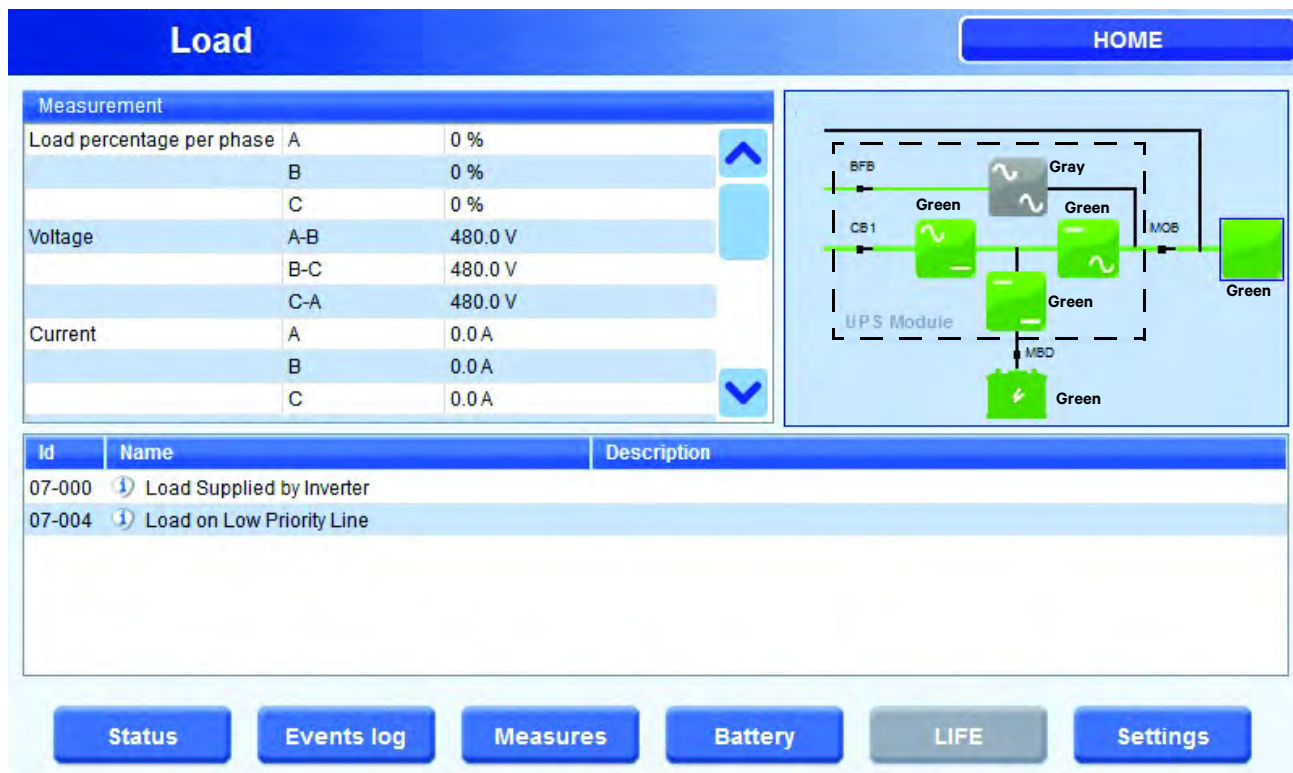 Load
HOME
Measurement
Load percentage per phase A 0 %
B 0 %
C 0 %
Voltage A-B 480.0 V
B-C 480.0 V
C-A 480.0 V
Current A 0.0 A
B 0.0 A
C 0.0 A
BFB Gray
Green Green
CB1 MOB
Green
Green
UPS Module
MBD
Green
Id Name Description
07-000 Load Supplied by Inverter
07-004 Load on Low Priority Line
Status Events log Measures Battery LIFE Settings